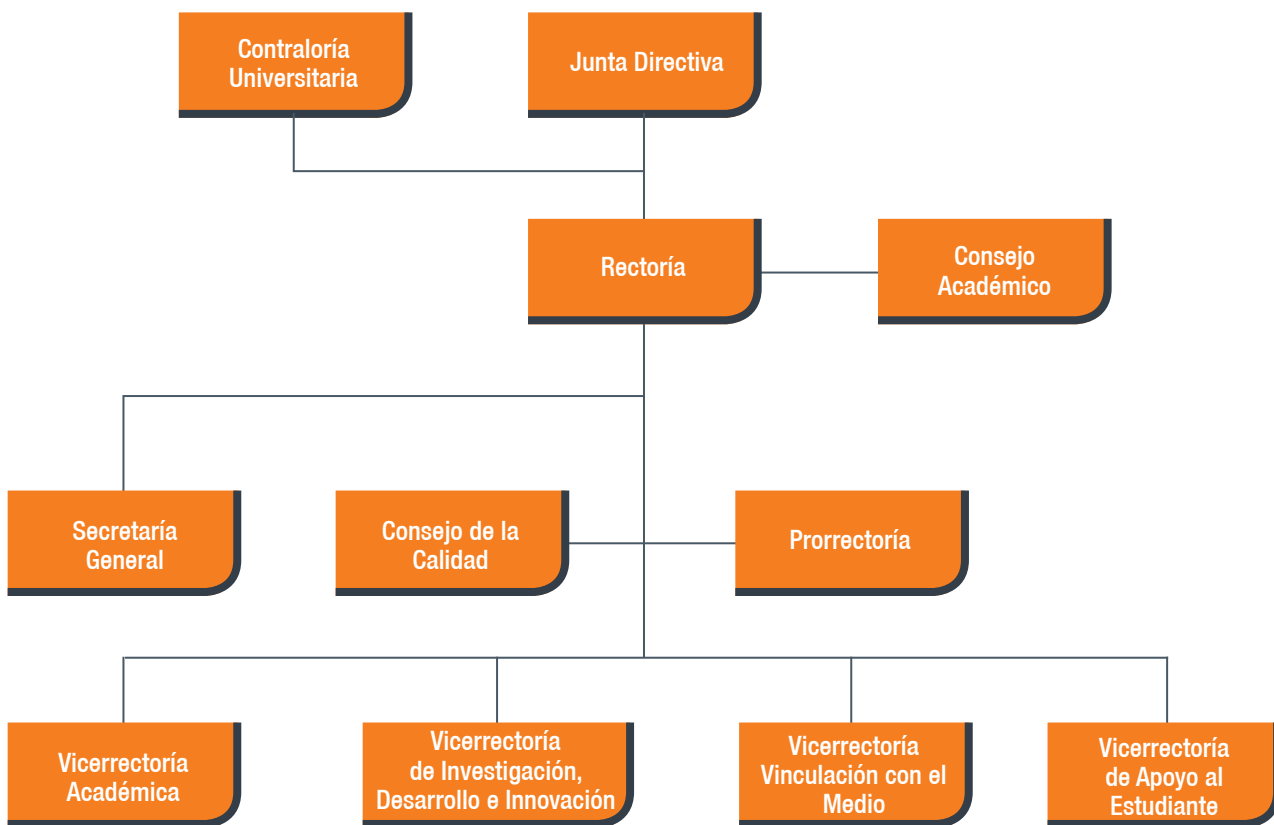 Contraloría
Universitaria
Junta Directiva
Rectoría
Consejo
Académico
Secretaría
General
Consejo de la
Calidad
Prorrectoría
Vicerrectoría
Académica
Vicerrectoría
de Investigación,
Desarrollo e Innovación
Vicerrectoría
Vinculación con el
Medio
Vicerrectoría
de Apoyo al
Estudiante